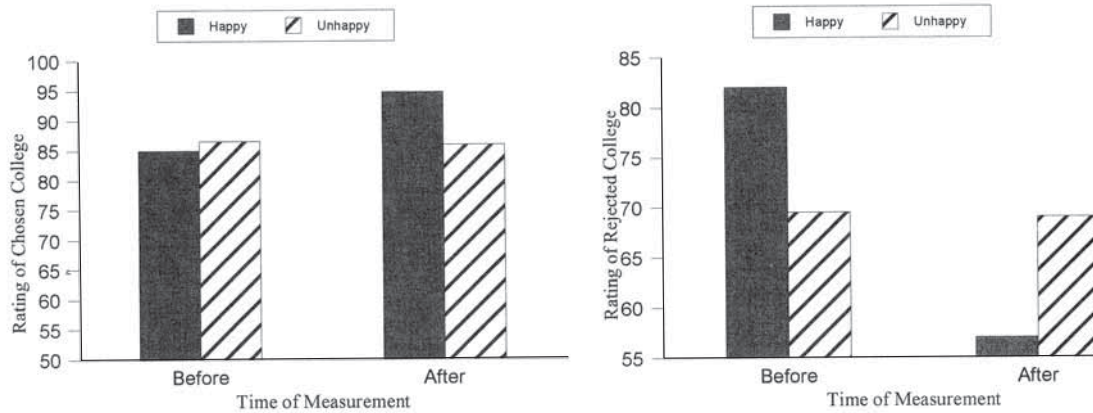 Happy Unhappy
Rating of Chosen College
100
95
90
85
80
75
70
65
60
55
50
Before After
Time of Measurement
Happy Unhappy
Rating of Rejected College
85
80
75
70
65
60
55
Before After
Time of Measurement